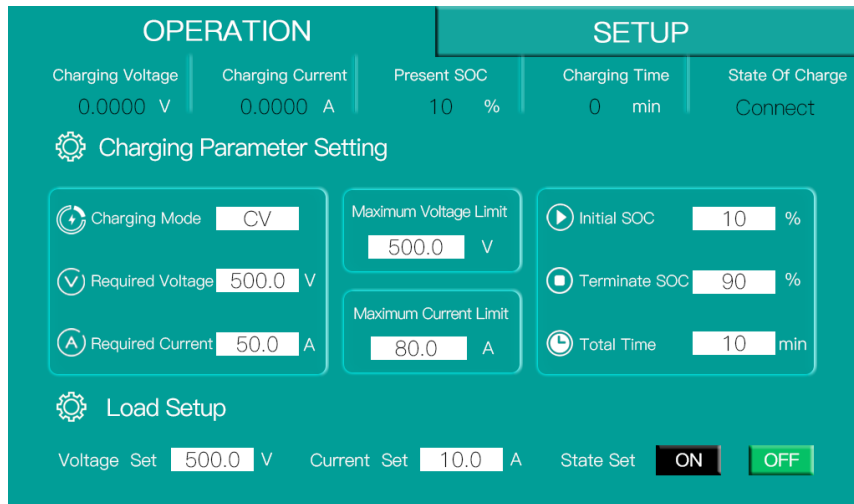 OPERATION SETUP
Charging Voltage Charging Current Present SOC Charging Time State Of Charge
0.0000 V 0.0000 A 10 % 0 min Connect
Charging Parameter Setting
Charging Mode CV Maximum Voltage Limit Initial SOC 10 %
500.0 V
Required Voltage 500.0 V Terminate SOC 90 %
Maximum Current Limit
Required Current 50.0 A 80.0 A Total Time 10 min
Load Setup
Voltage Set 500.0 V Current Set 10.0 A State Set ON OFF